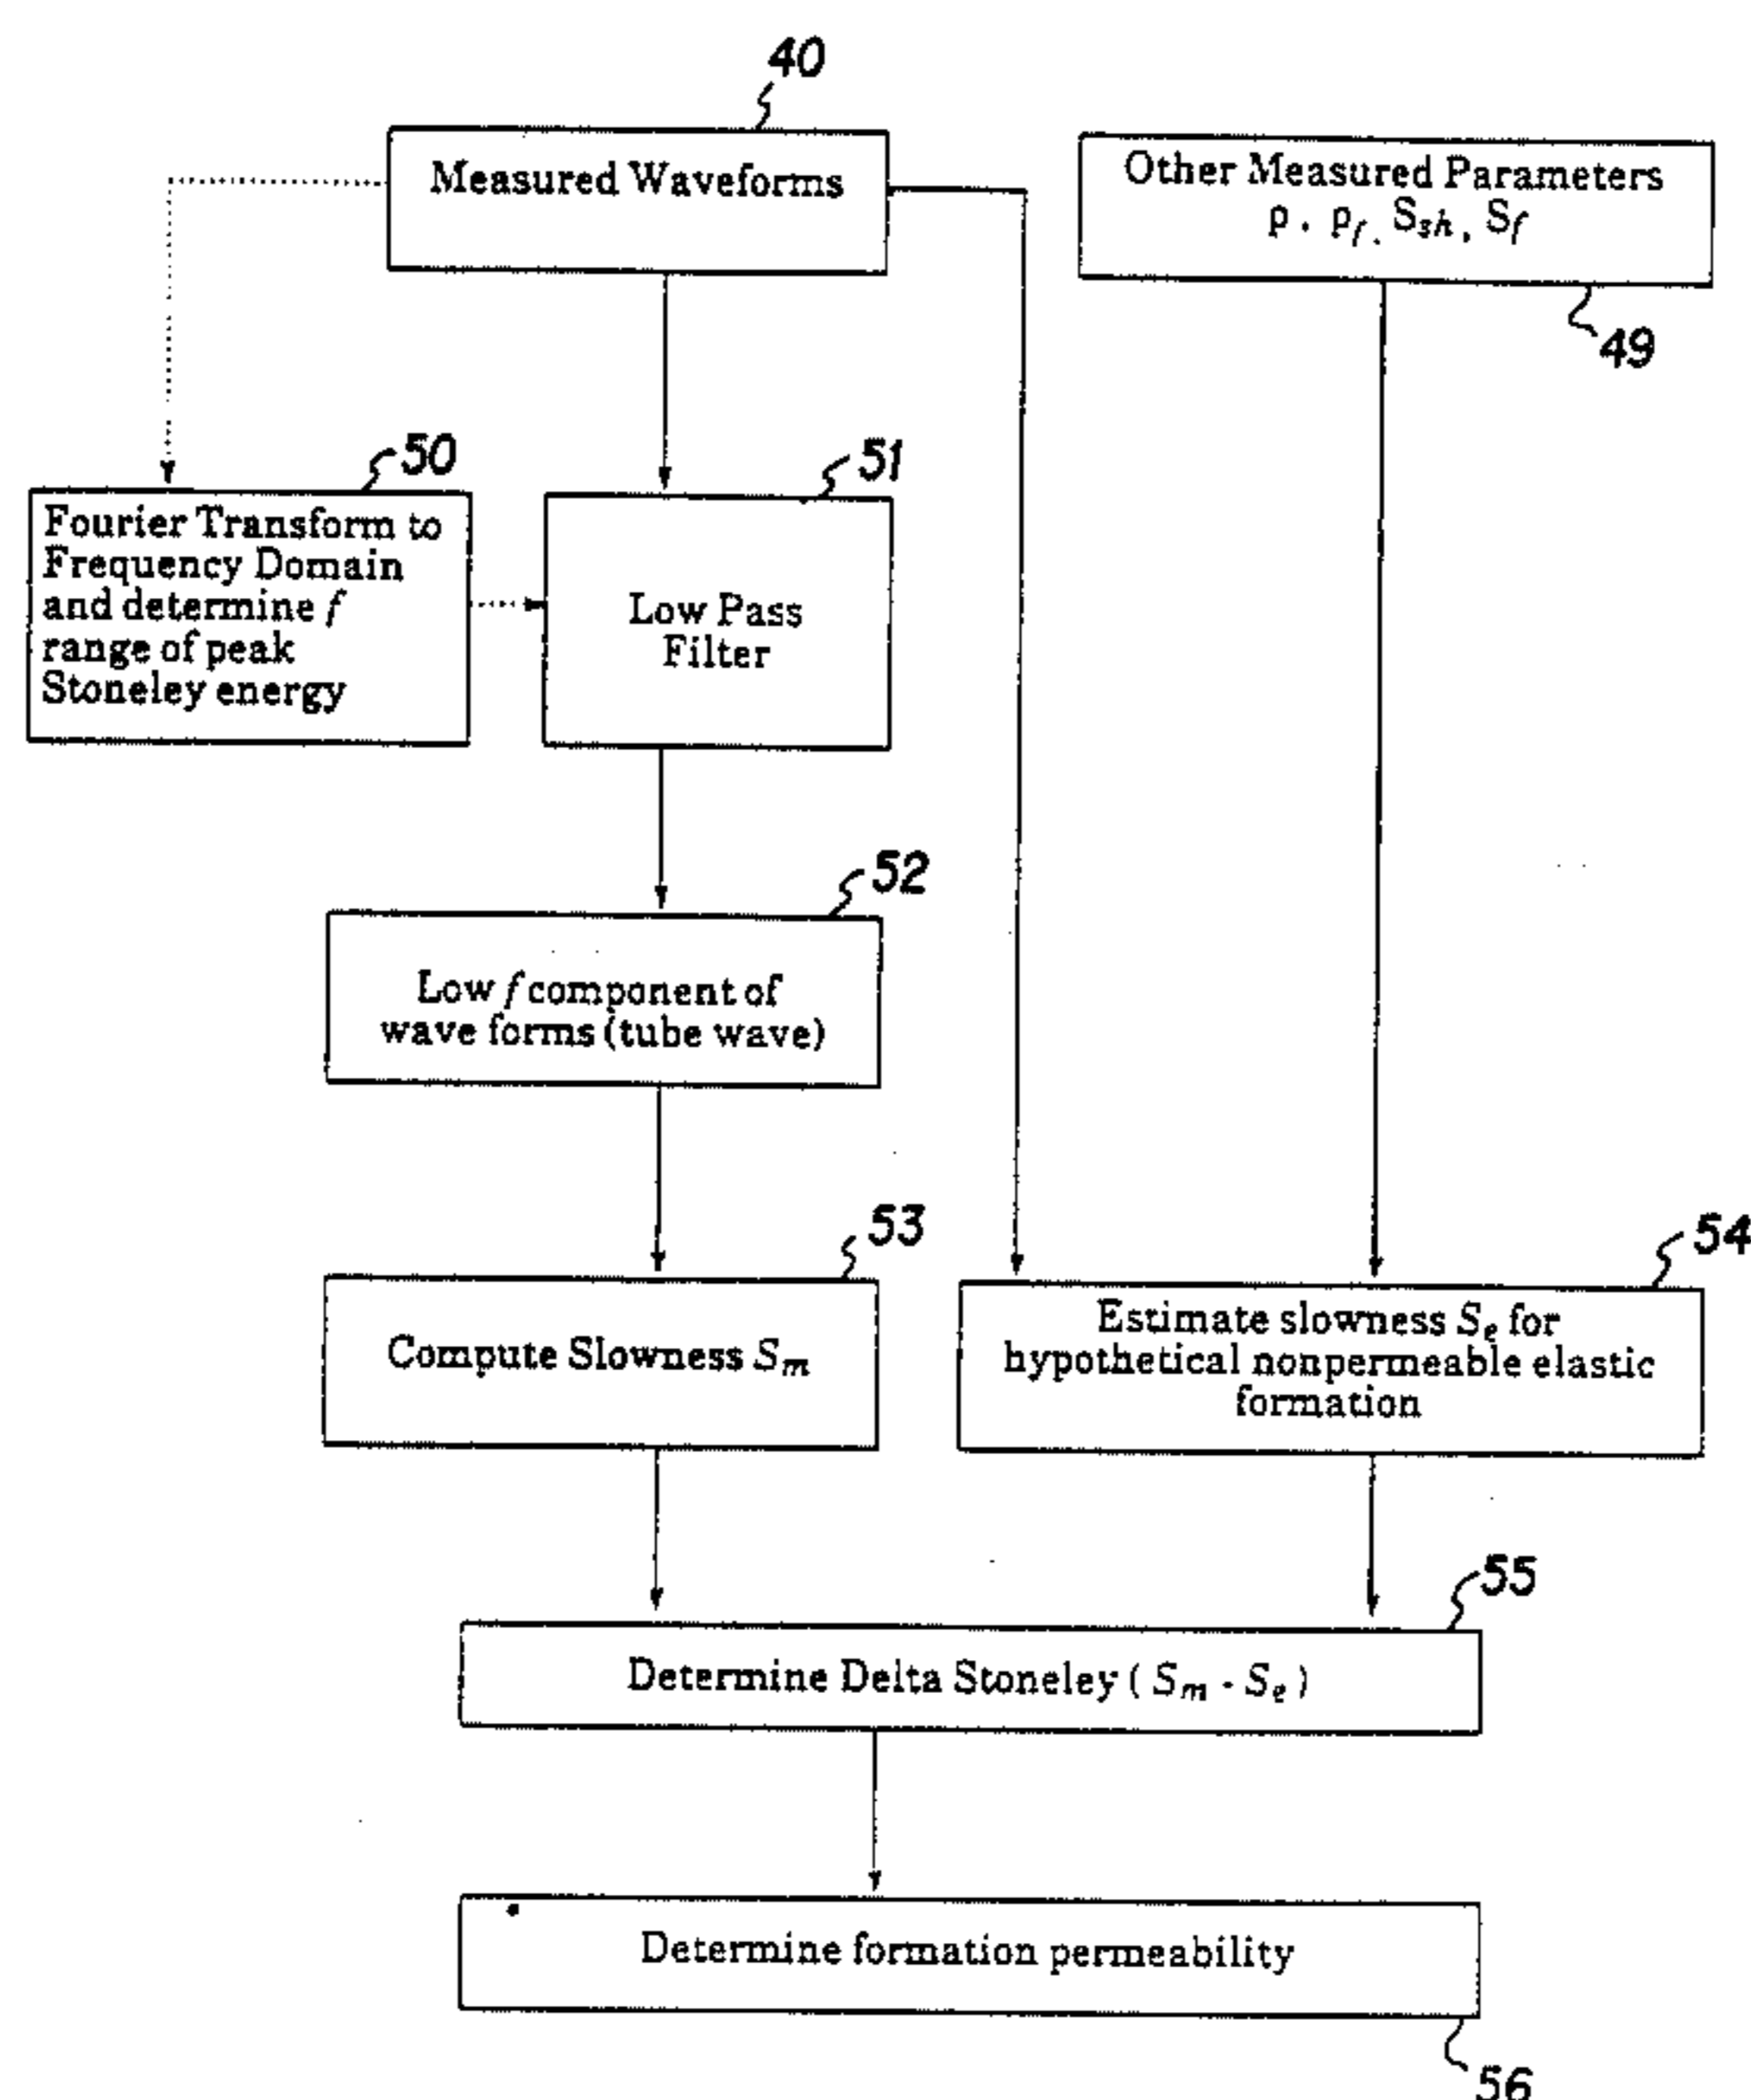 40
Measured Waveforms
Other Measured Parameters
ρ, ρf, Ssh, Sf
49
50
Fourier Transform to
Frequency Domain
and determine f
range of peak
Stoneley energy
51
Low Pass
Filter
52
Low f component of
wave forms (tube wave)
53
Compute Slowness Sm
54
Estimate slowness Se for
hypothetical nonpermeable elastic
formation
55
Determine Delta Stoneley ( Sm - Se )
Determine formation permeability
56